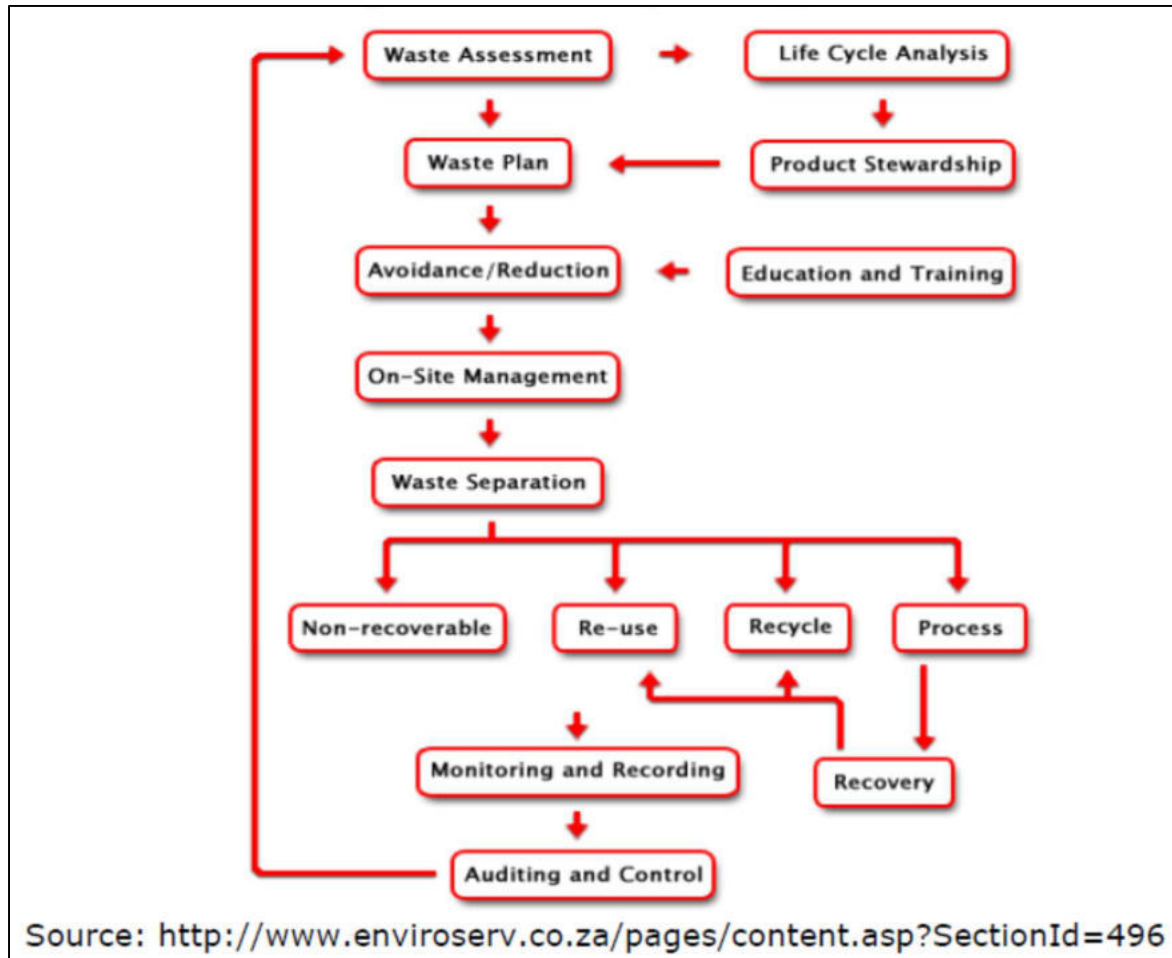 Waste Assessment
Life Cycle Analysis
Waste Plan
Product Stewardship
Avoidance/Reduction
Education and Training
On-Site Management
Waste Separation
Non-recoverable
Re-use
Recycle
Process
Monitoring and Recording
Recovery
Auditing and Control
Source: http://www.enviroserv.co.za/pages/content.asp?SectionId=496